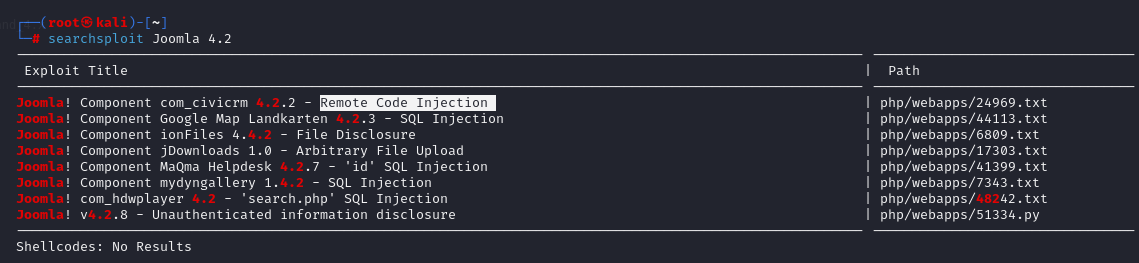 ┌──(root㉿kali)-[~]
└─# searchsploit Joomla 4.2
Exploit Title | Path
Joomla! Component com_civicrm 4.2.2 - Remote Code Injection | php/webapps/24969.txt
Joomla! Component Google Map Landkarten 4.2.3 - SQL Injection | php/webapps/44113.txt
Joomla! Component ionFiles 4.4.2 - File Disclosure | php/webapps/6809.txt
Joomla! Component jDownloads 1.0 - Arbitrary File Upload | php/webapps/17303.txt
Joomla! Component MaQma Helpdesk 4.2.7 - 'id' SQL Injection | php/webapps/41399.txt
Joomla! Component mydyngallery 1.4.2 - SQL Injection | php/webapps/7343.txt
Joomla! com_hdwplayer 4.2 - 'search.php' SQL Injection | php/webapps/48242.txt
Joomla! v4.2.8 - Unauthenticated information disclosure | php/webapps/51334.py
Shellcodes: No Results